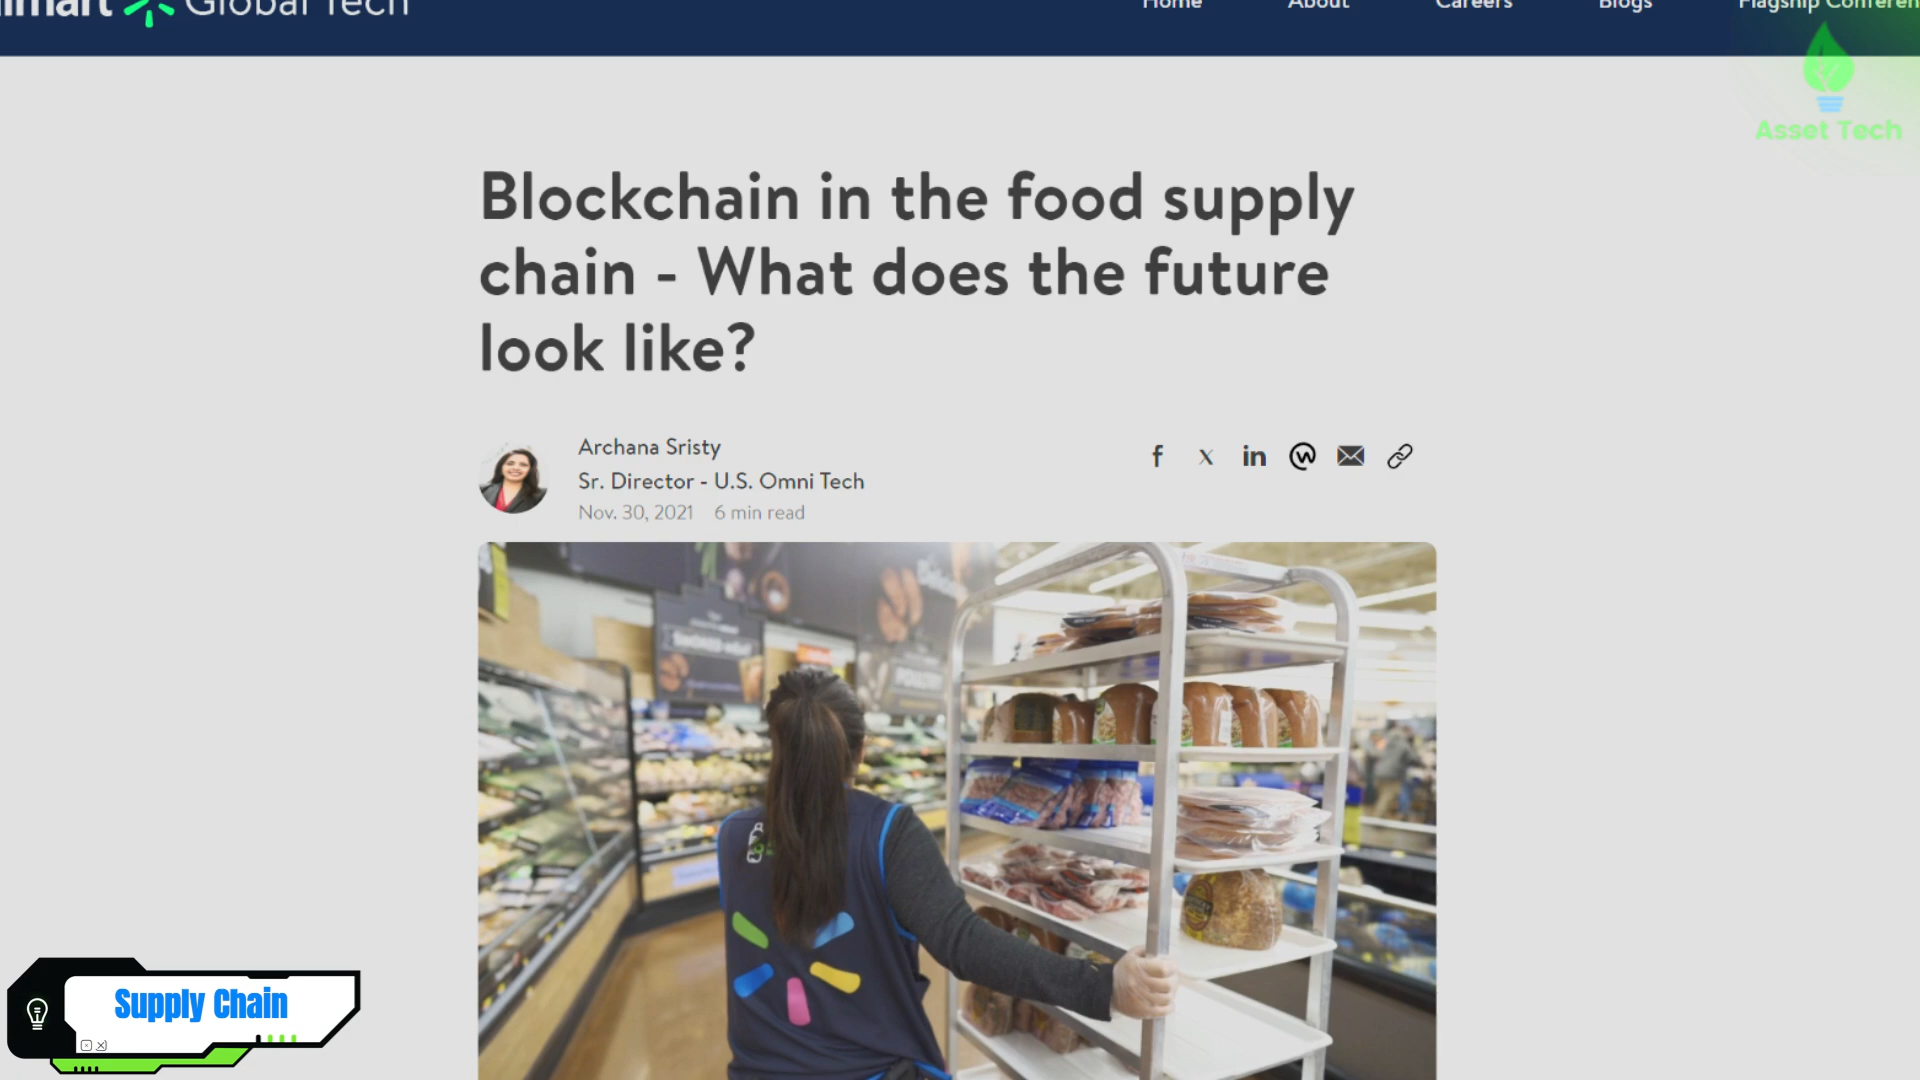 Global Tech
Home
About
Careers
Blogs
Flagship
Asset Tech
Blockchain in the food supply
chain - What does the future
look like?
Archana Sristy
Sr. Director - U.S. Omni Tech
Nov. 30, 2021 6 min read
Supply Chain